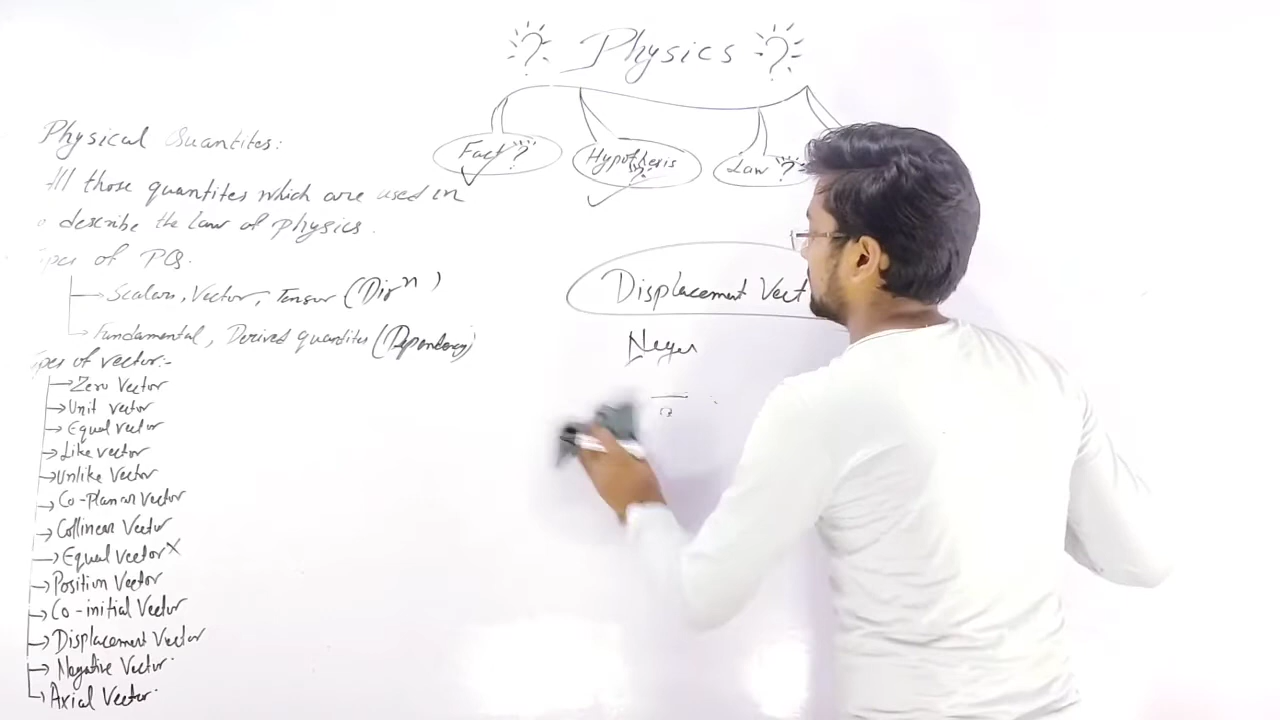 ? Physics ?
Fact?
Hypothesis ?
Law ?
Physical Quantites:
All those quantites which are used in
describe the Law of physics.
of PQ.
Scalars, Vector, Tensor (Dirⁿ)
Fundamental, Derived quantites (Dependency)
of vector:-
Zero Vector
Unit vector
Equal vector
Like vector
Unlike Vector
Co-Planar Vector
Collinear Vector
Equal vector X
Position Vector
Co-initial Vector
Displacement Vector
Negative Vector
Axial Vector
Displacement Vect